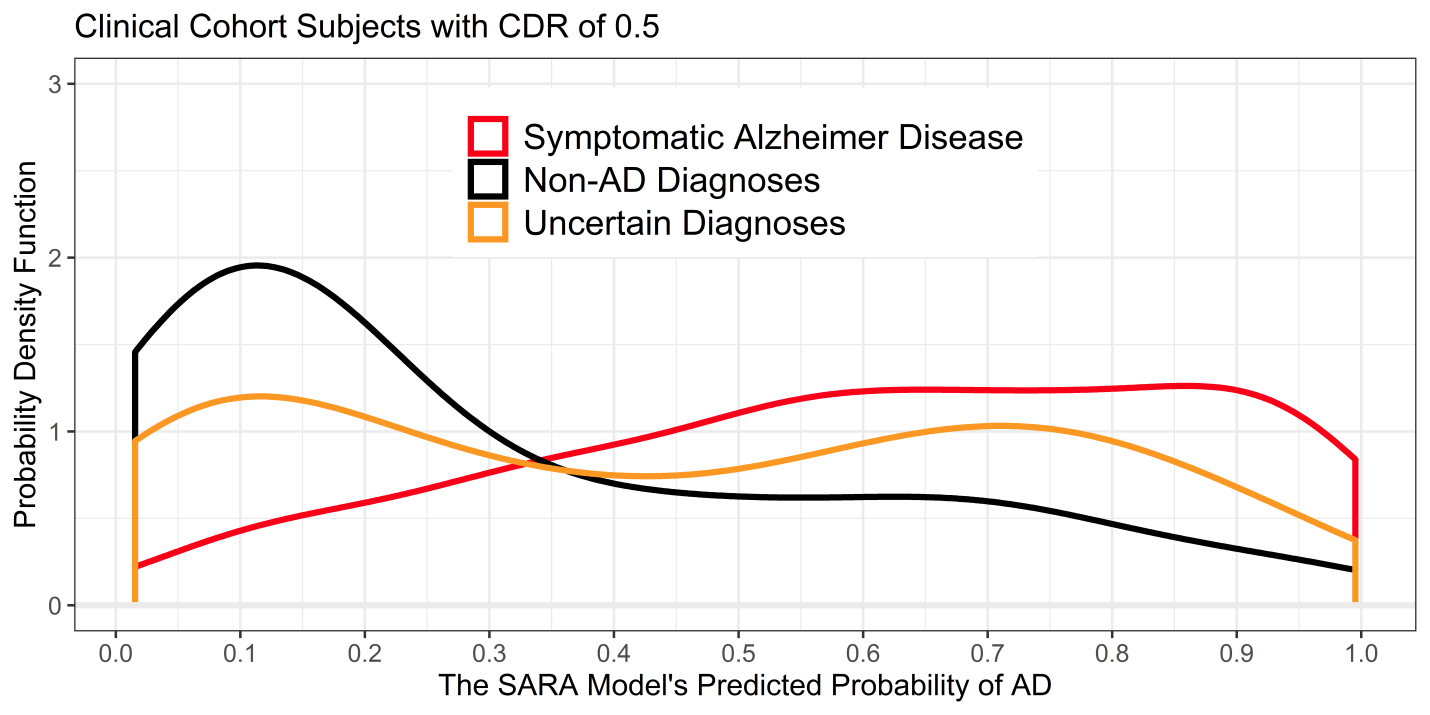 Clinical Cohort Subjects with CDR of 0.5
3
Symptomatic Alzheimer Disease
Non-AD Diagnoses
Uncertain Diagnoses
2
1
0
Probability Density Function
0.0 0.1 0.2 0.3 0.4 0.5 0.6 0.7 0.8 0.9 1.0
The SARA Model's Predicted Probability of AD